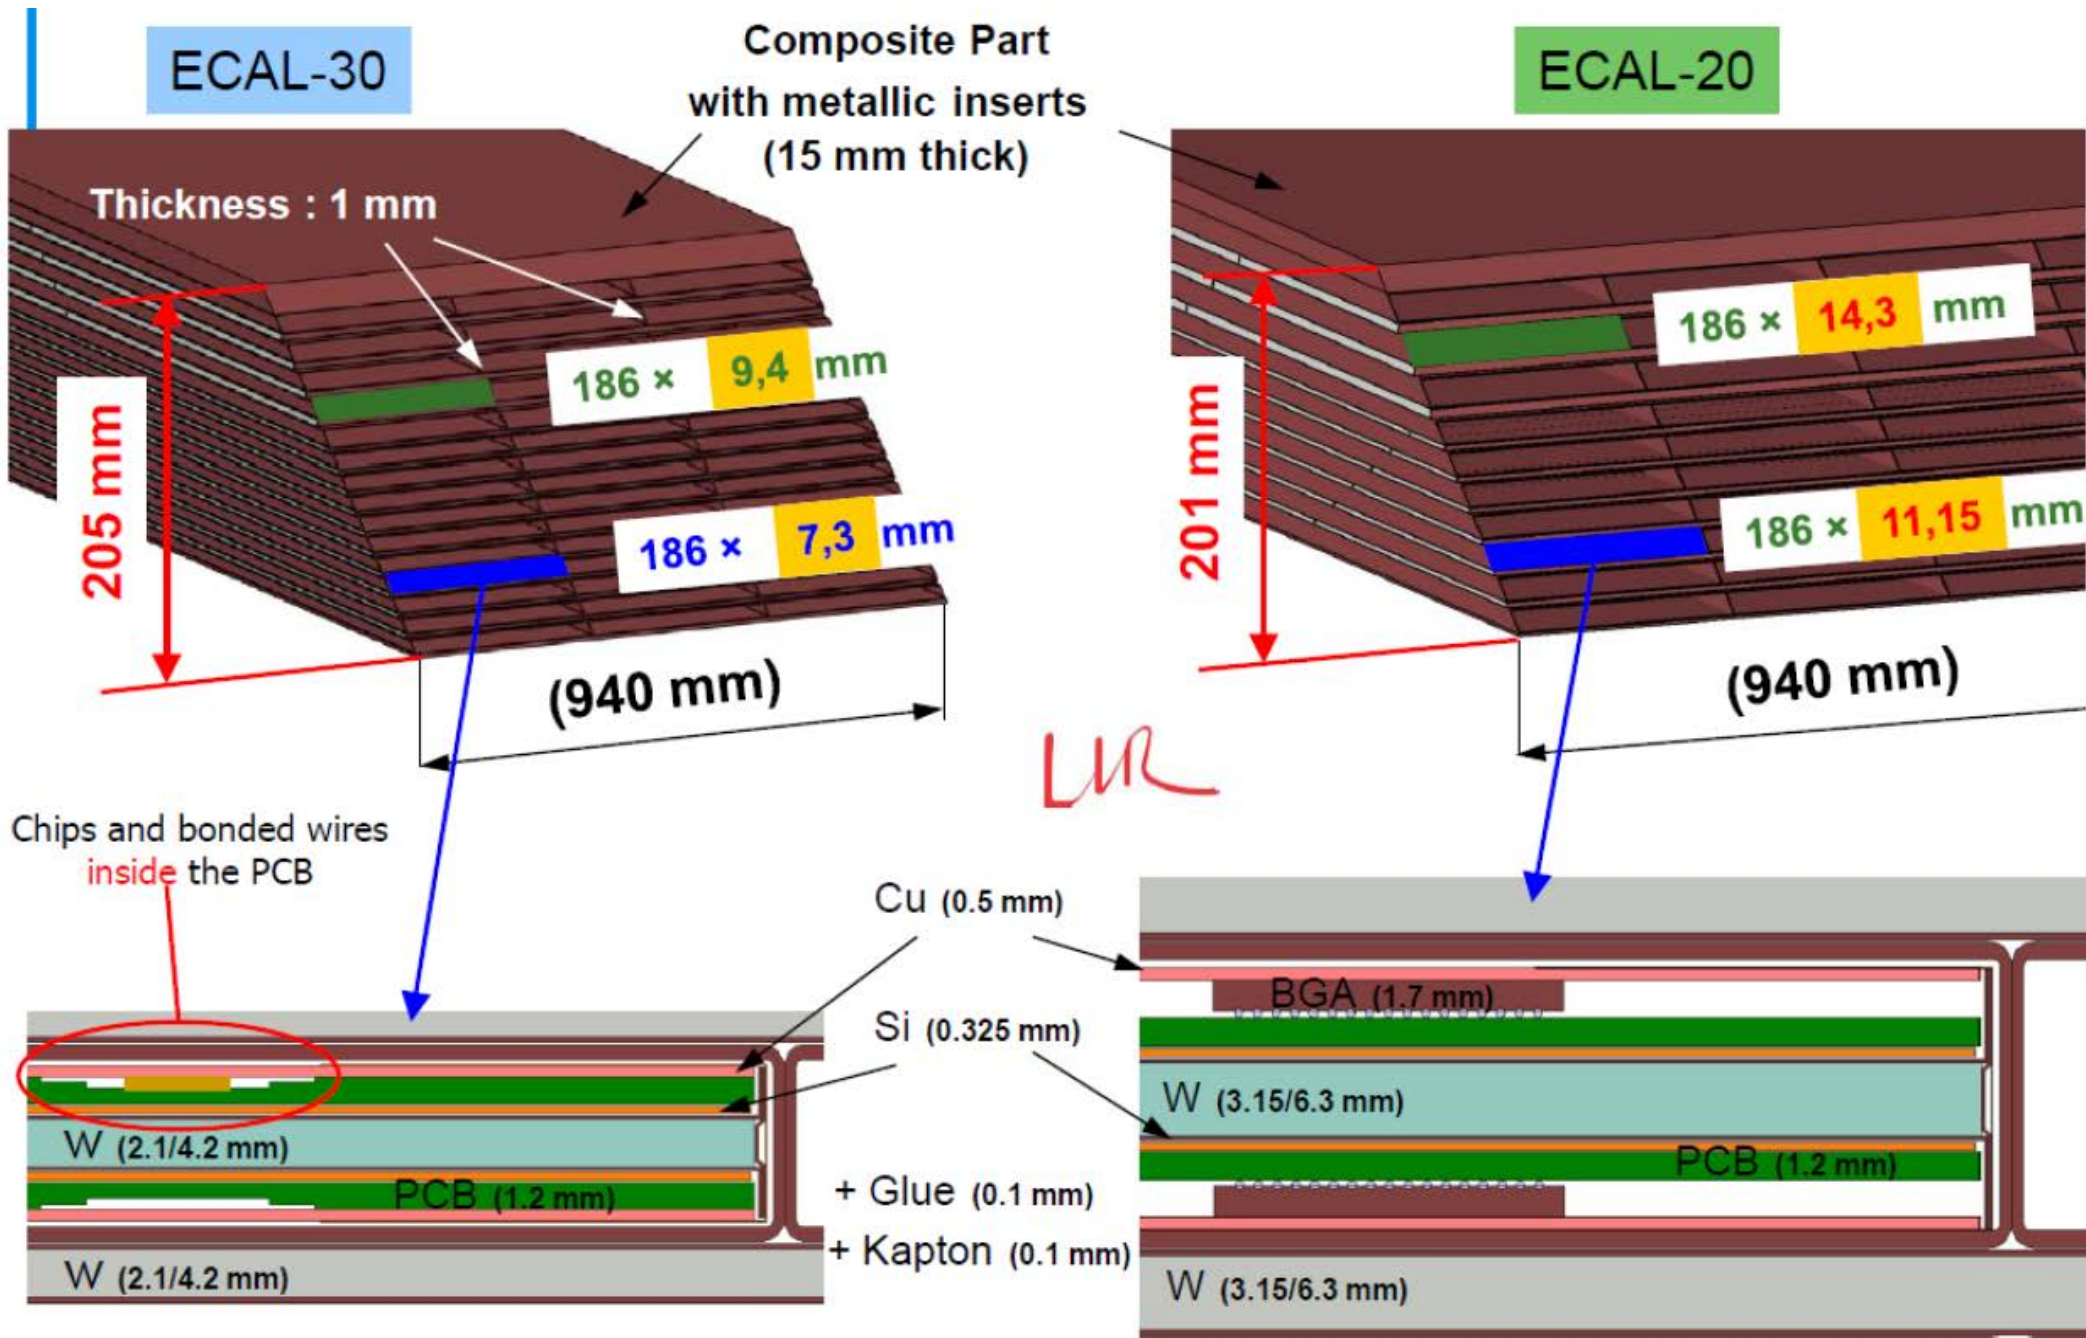 ECAL-30
Composite Part
with metallic inserts
(15 mm thick)
ECAL-20
Thickness : 1 mm
186 × 9,4 mm
186 × 14,3 mm
205 mm
201 mm
186 × 7,3 mm
186 × 11,15 mm
(940 mm)
(940 mm)
Chips and bonded wires
inside the PCB
Cu (0.5 mm)
BGA (1.7 mm)
Si (0.325 mm)
W (3.15/6.3 mm)
W (2.1/4.2 mm)
PCB (1.2 mm)
PCB (1.2 mm)
+ Glue (0.1 mm)
+ Kapton (0.1 mm)
W (2.1/4.2 mm)
W (3.15/6.3 mm)